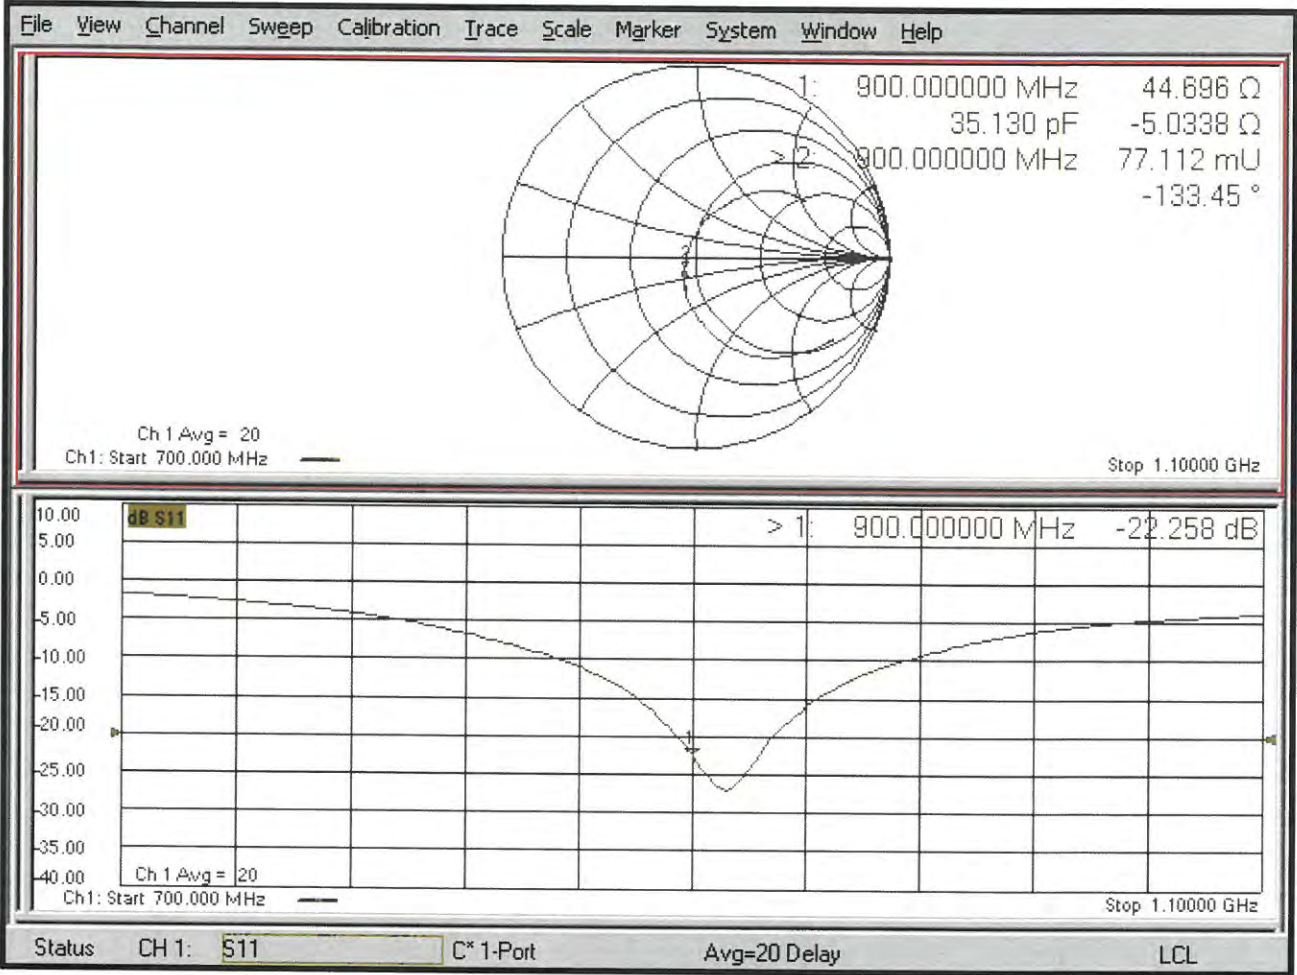 File View Channel Sweep Calibration Trace Scale Marker System Window Help
1: 900.000000 MHz 44.696 Ω
35.130 pF -5.0338 Ω
> 2: 900.000000 MHz 77.112 mU
-133.45 °
2
Ch 1 Avg = 20
Ch1: Start 700.000 MHz
Stop 1.10000 GHz
10.00
dB S11
> 1: 900.000000 MHz -22.258 dB
5.00
0.00
-5.00
-10.00
-15.00
-20.00
1
-25.00
-30.00
-35.00
-40.00
Ch 1 Avg = 20
Ch1: Start 700.000 MHz
Stop 1.10000 GHz
Status CH 1: S11 C* 1-Port Avg=20 Delay LCL